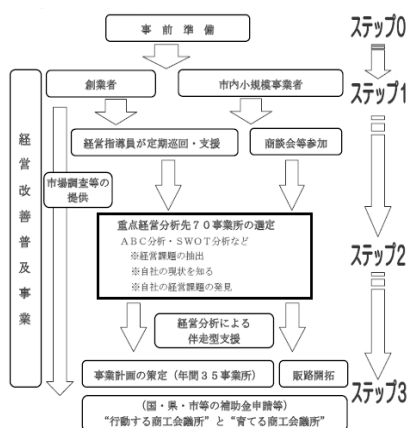 事前準備
ステップ0
創業者
市内小規模事業者
ステップ1
経営指導員が定期巡回・支援
商談会等参加
経営改善普及事業
市場調査等の
提供
重点経営分析先70事業所の選定
ABC分析・SWOT分析など
※経営課題の抽出
※自社の現状を知る
※自社の経営課題の発見
ステップ2
経営分析による
伴走型支援
事業計画の策定(年間35事業所)
販路開拓
ステップ3
(国・県・市等の補助金申請等)
“行動する商工会議所”と“育てる商工会議所”